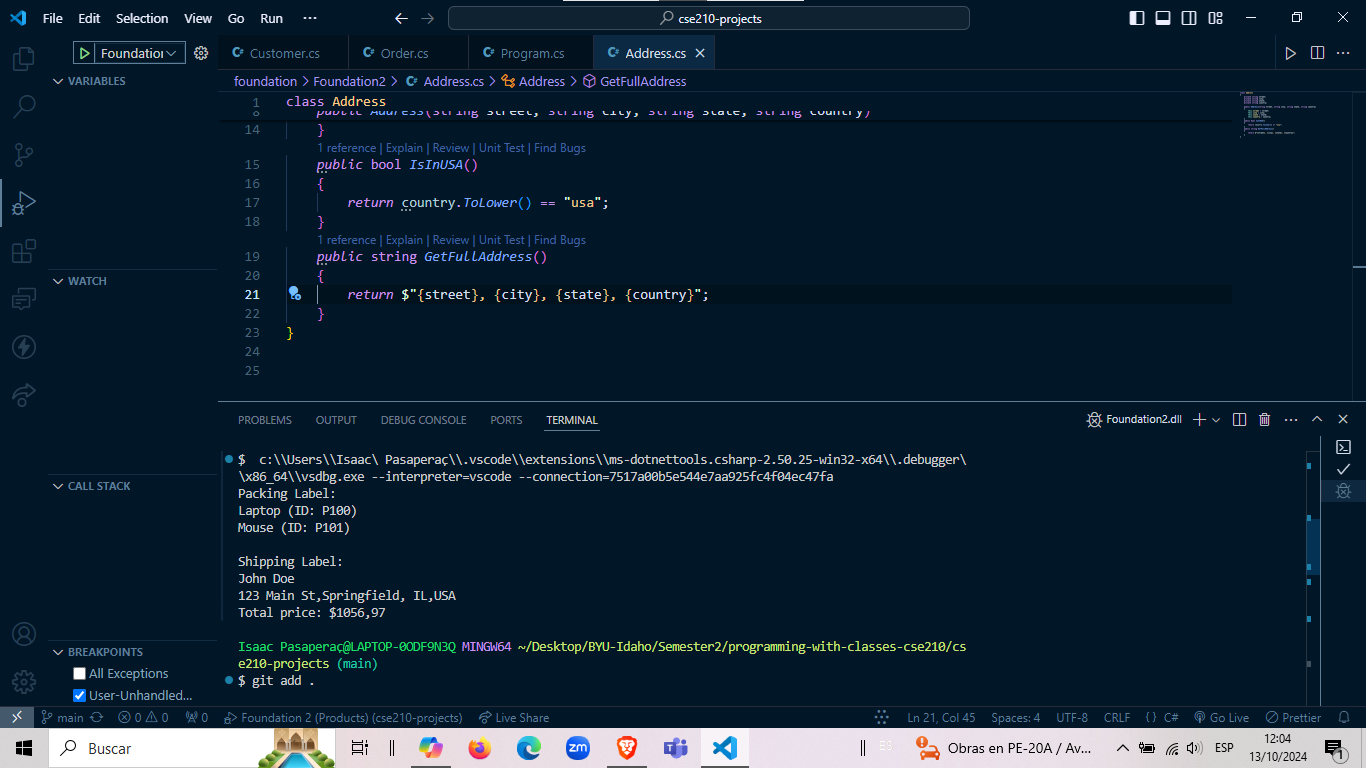 File Edit Selection View Go Run ··· cse210-projects
Foundation
Customer.cs Order.cs Program.cs Address.cs
VARIABLES
foundation > Foundation2 > Address.cs > Address > GetFullAddress
1 class Address
8 public Address(string street, string city, string state, string country)
14 }
1 reference | Explain | Review | Unit Test | Find Bugs
15 public bool IsInUSA()
16 {
17 return country.ToLower() == "usa";
18 }
1 reference | Explain | Review | Unit Test | Find Bugs
19 public string GetFullAddress()
20 {
21 return $"{street}, {city}, {state}, {country}";
22 }
23 }
24
25
WATCH
CALL STACK
BREAKPOINTS
All Exceptions
User-Unhandled...
PROBLEMS OUTPUT DEBUG CONSOLE PORTS TERMINAL Foundation2.dll
$  c:\\Users\\Isaac\ Pasaperaç\\.vscode\\extensions\\ms-dotnettools.csharp-2.50.25-win32-x64\\.debugger\
\x86_64\\vsdbg.exe --interpreter=vscode --connection=7517a00b5e544e7aa925fc4f04ec47fa
Packing Label:
Laptop (ID: P100)
Mouse (ID: P101)
Shipping Label:
John Doe
123 Main St,Springfield, IL,USA
Total price: $1056,97
Isaac Pasaperaç@LAPTOP-0ODF9N3Q MINGW64 ~/Desktop/BYU-Idaho/Semester2/programming-with-classes-cse210/cs
e210-projects (main)
$ git add .
main 0 0 0 Foundation 2 (Products) (cse210-projects) Live Share Ln 21, Col 45 Spaces: 4 UTF-8 CRLF {} C# Go Live Prettier
Buscar zm Obras en PE-20A / Av... ESP 12:04
13/10/2024 1